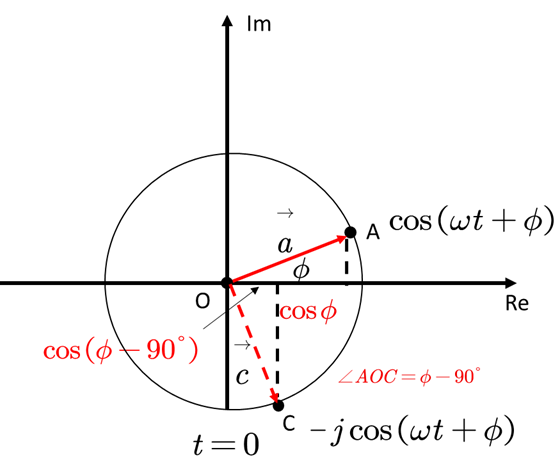 Im
→
a
A
cos(ωt + ϕ)
ϕ
O
Re
cos ϕ
cos(ϕ − 90°)
→
c
∠AOC = ϕ − 90°
C
−j cos(ωt + ϕ)
t = 0